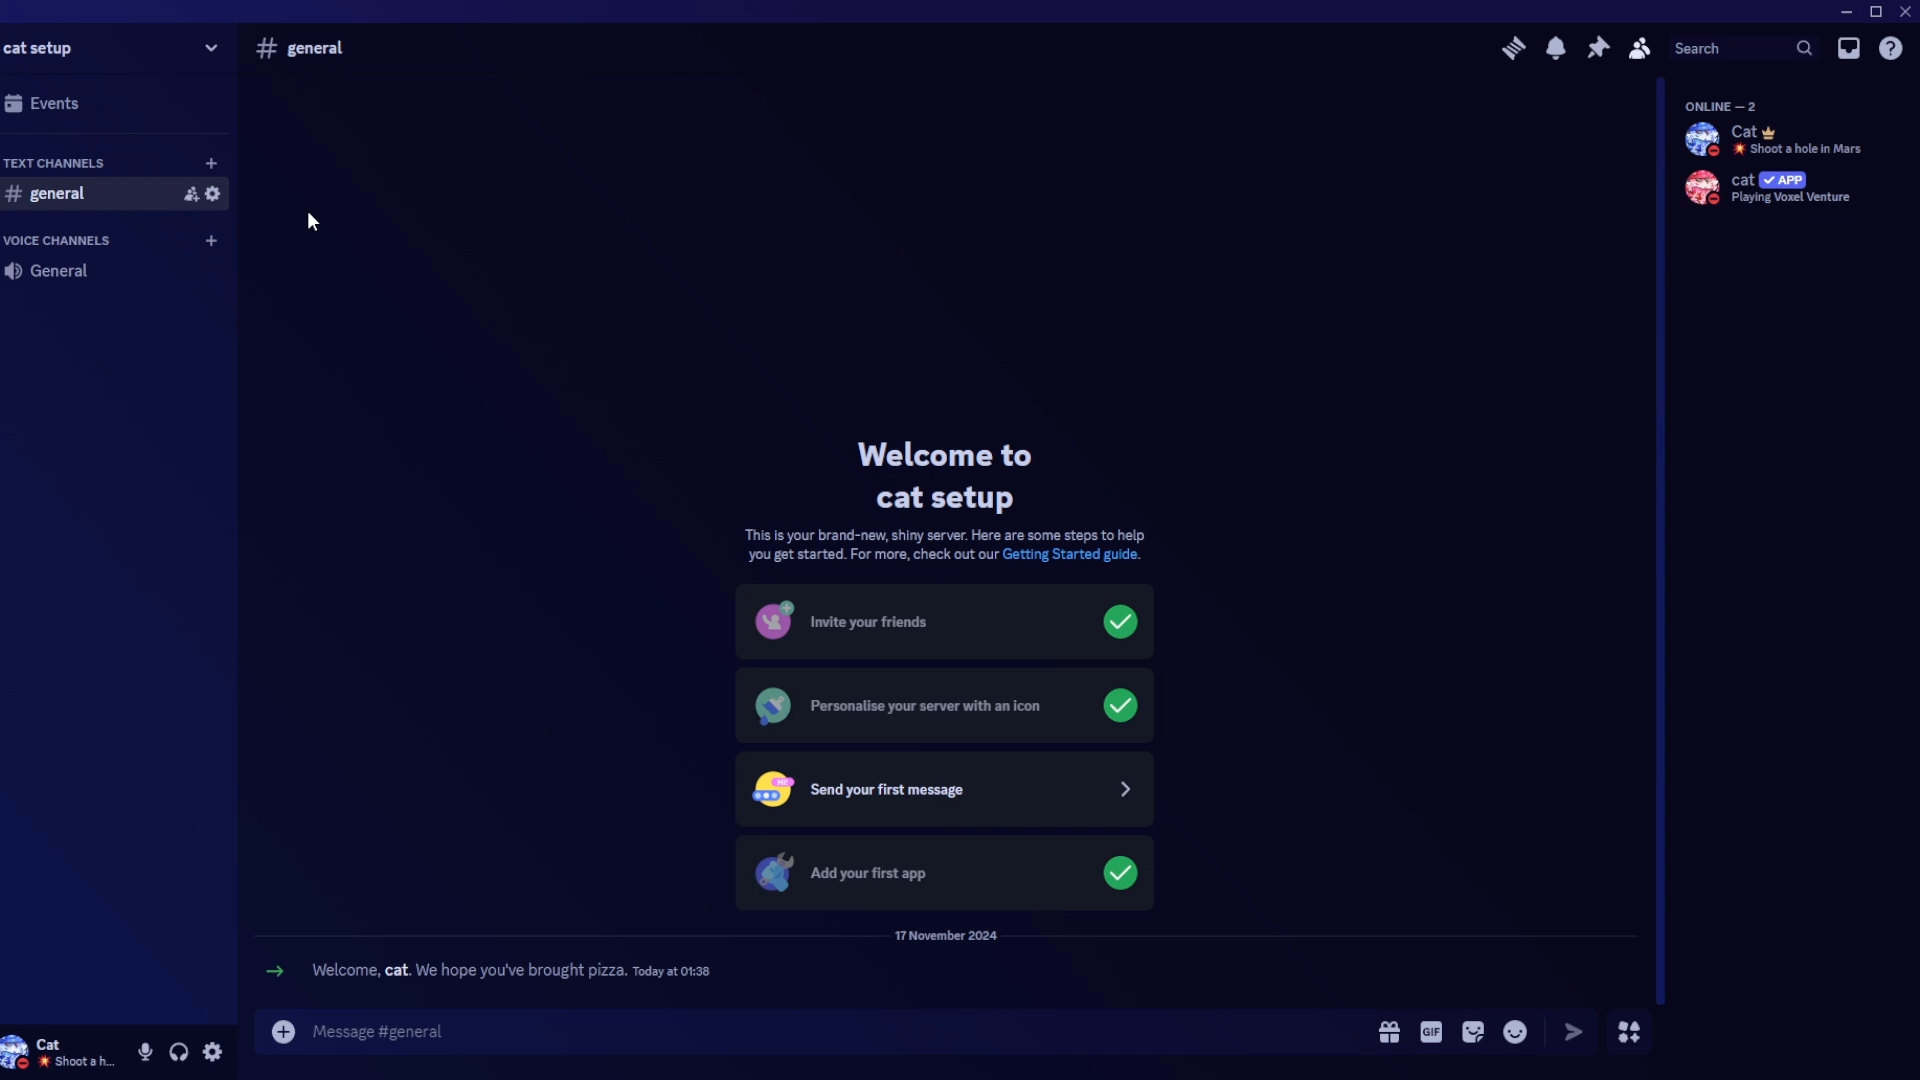 cat setup
# general
Search
Events
TEXT CHANNELS
# general
VOICE CHANNELS
General
ONLINE — 2
Cat
Shoot a hole in Mars
cat ✓ APP
Playing Voxel Venture
Welcome to
cat setup
This is your brand-new, shiny server. Here are some steps to help
you get started. For more, check out our Getting Started guide.
Invite your friends
Personalise your server with an icon
Send your first message
Add your first app
17 November 2024
Welcome, cat. We hope you've brought pizza. Today at 01:38
Message #general
GIF
Cat
Shoot a h...